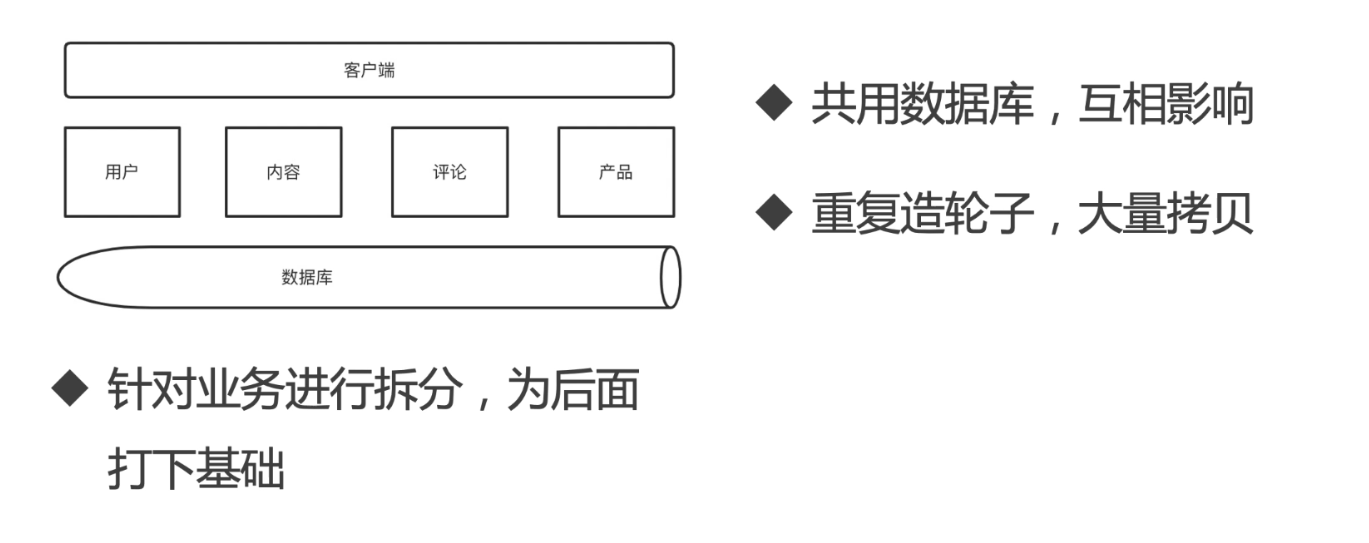 客户端
用户 内容 评论 产品
数据库
◆ 针对业务进行拆分，为后面
打下基础
◆ 共用数据库，互相影响
◆ 重复造轮子，大量拷贝